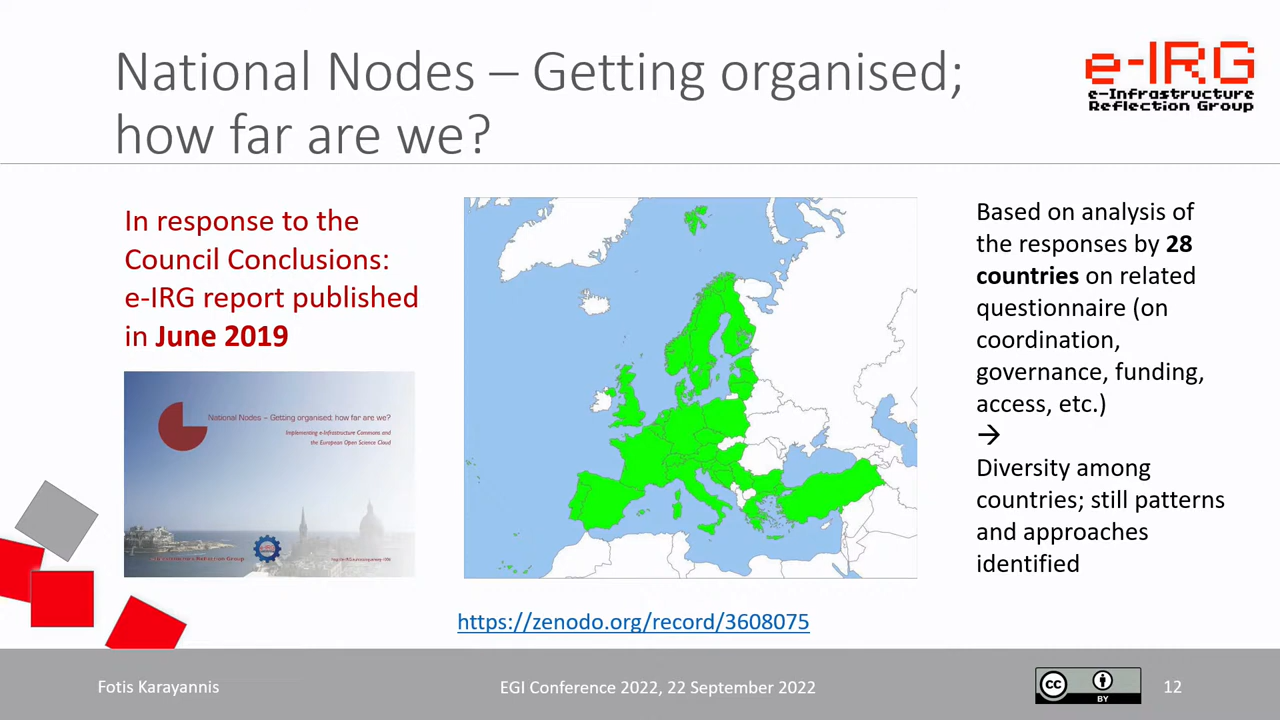 National Nodes – Getting organised;
how far are we?
e-IRG
e-Infrastructure
Reflection Group
In response to the
Council Conclusions:
e-IRG report published
in June 2019
National Nodes – Getting organised; how far are we?
Implementing e-Infrastructure Commons and
the European Open Science Cloud
Based on analysis of
the responses by 28
countries on related
questionnaire (on
coordination,
governance, funding,
access, etc.)
→
Diversity among
countries; still patterns
and approaches
identified
https://zenodo.org/record/3608075
Fotis Karayannis
EGI Conference 2022, 22 September 2022
CC
BY
12